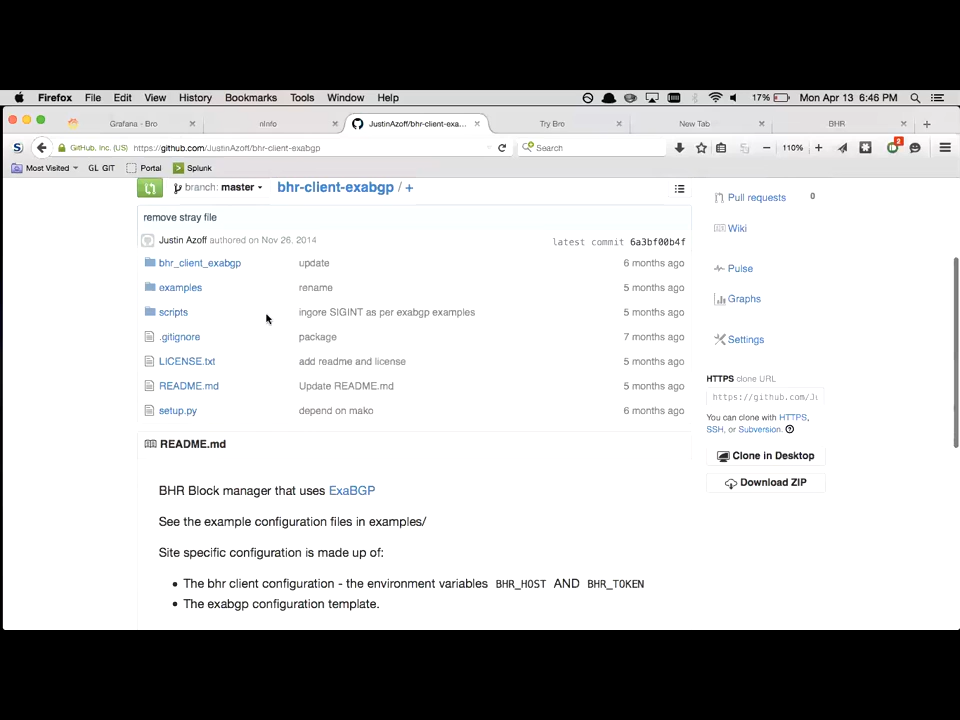 Firefox File Edit View History Bookmarks Tools Window Help 17% Mon Apr 13 6:46 PM
Grafana - Bro × nInfo × JustinAzoff/bhr-client-exa... × Try Bro × New Tab × BHR × +
GitHub, Inc. (US) https://github.com/JustinAzoff/bhr-client-exabgp Search 110% 2
Most Visited GL GIT Portal Splunk
branch: master bhr-client-exabgp / +
remove stray file
Justin Azoff authored on Nov 26, 2014 latest commit 6a3bf00b4f
bhr_client_exabgp update 6 months ago
examples rename 5 months ago
scripts ingore SIGINT as per exabgp examples 5 months ago
.gitignore package 7 months ago
LICENSE.txt add readme and license 5 months ago
README.md Update README.md 5 months ago
setup.py depend on mako 6 months ago
README.md
BHR Block manager that uses ExaBGP
See the example configuration files in examples/
Site specific configuration is made up of:
• The bhr client configuration - the environment variables BHR_HOST AND BHR_TOKEN
• The exabgp configuration template.
Pull requests 0
Wiki
Pulse
Graphs
Settings
HTTPS clone URL
https://github.com/Ju
You can clone with HTTPS,
SSH, or Subversion.
Clone in Desktop
Download ZIP